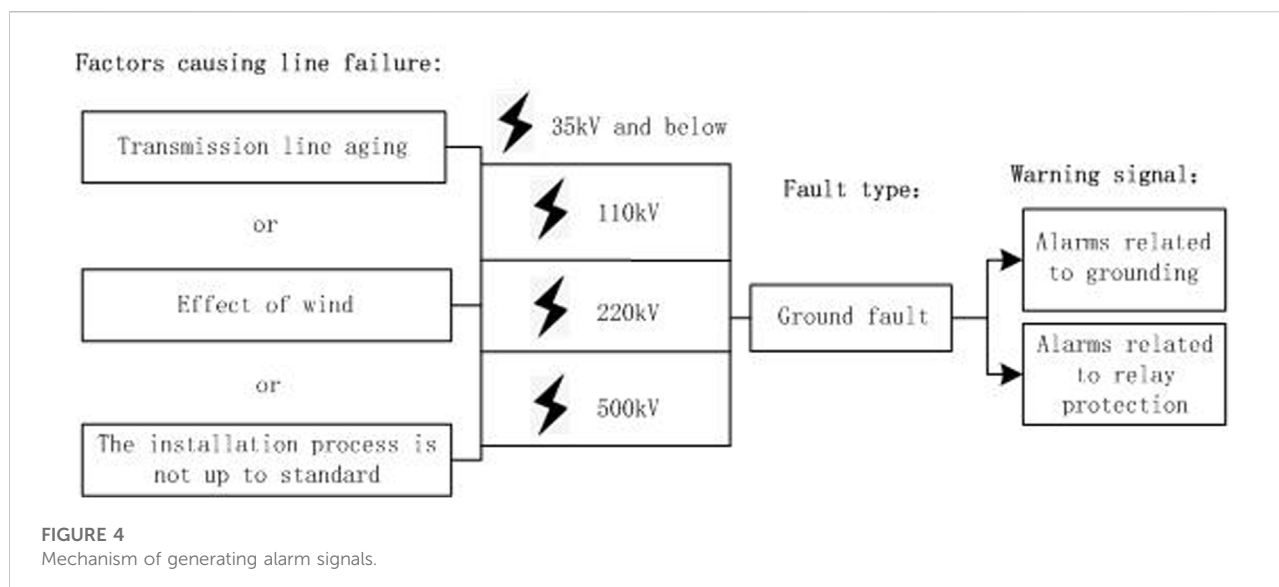 Factors causing line failure:
Transmission line aging
or
Effect of wind
or
The installation process is
not up to standard
35kV and below
110kV
220kV
500kV
Fault type:
Ground fault
Warning signal:
Alarms related
to grounding
Alarms related
to relay
protection
FIGURE 4
Mechanism of generating alarm signals.